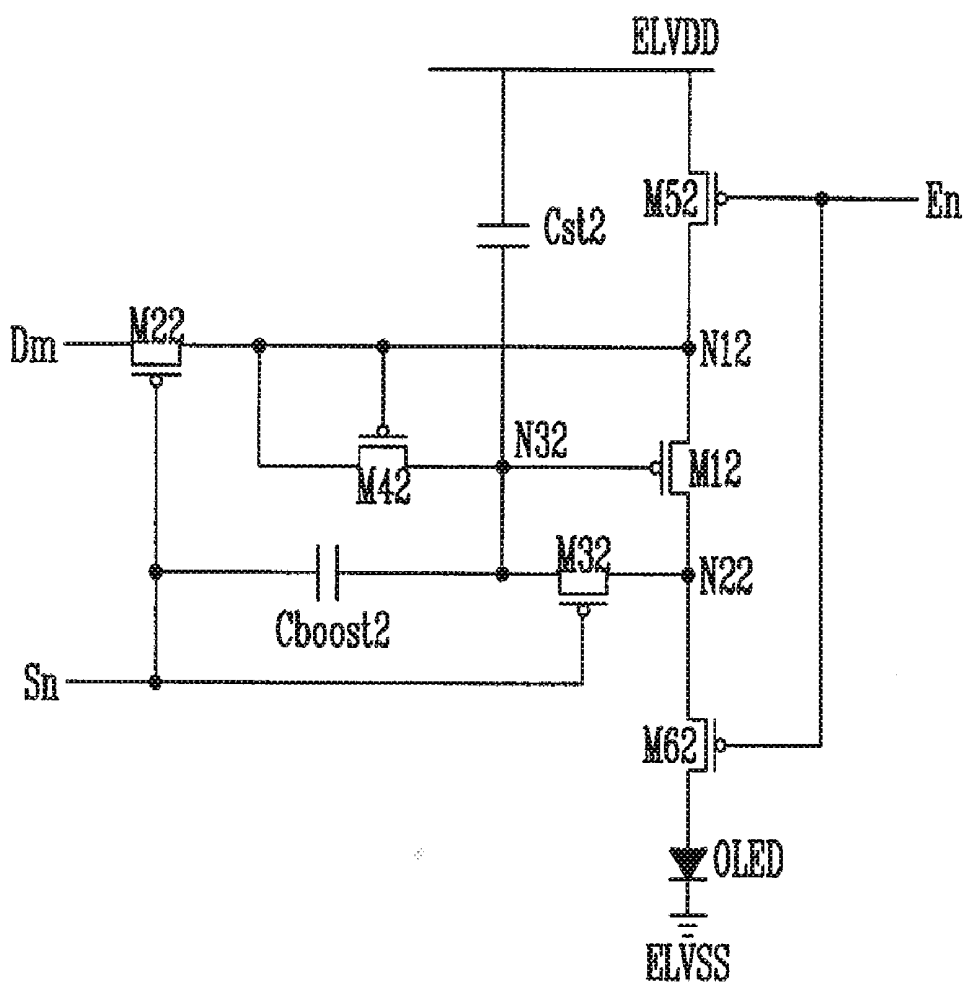 ELVDD
M52
En
Cst2
M22
Dm
N12
N32
M42
M12
M32
N22
Cboost2
Sn
M62
OLED
ELVSS